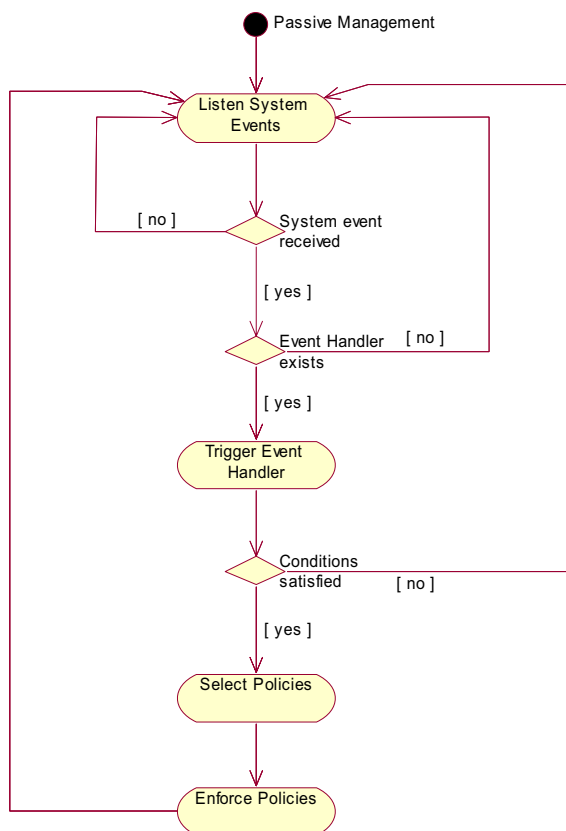 Passive Management
Listen System
Events
[ no ]
System event
received
[ yes ]
Event Handler
exists
[ no ]
[ yes ]
Trigger Event
Handler
Conditions
satisfied
[ no ]
[ yes ]
Select Policies
Enforce Policies